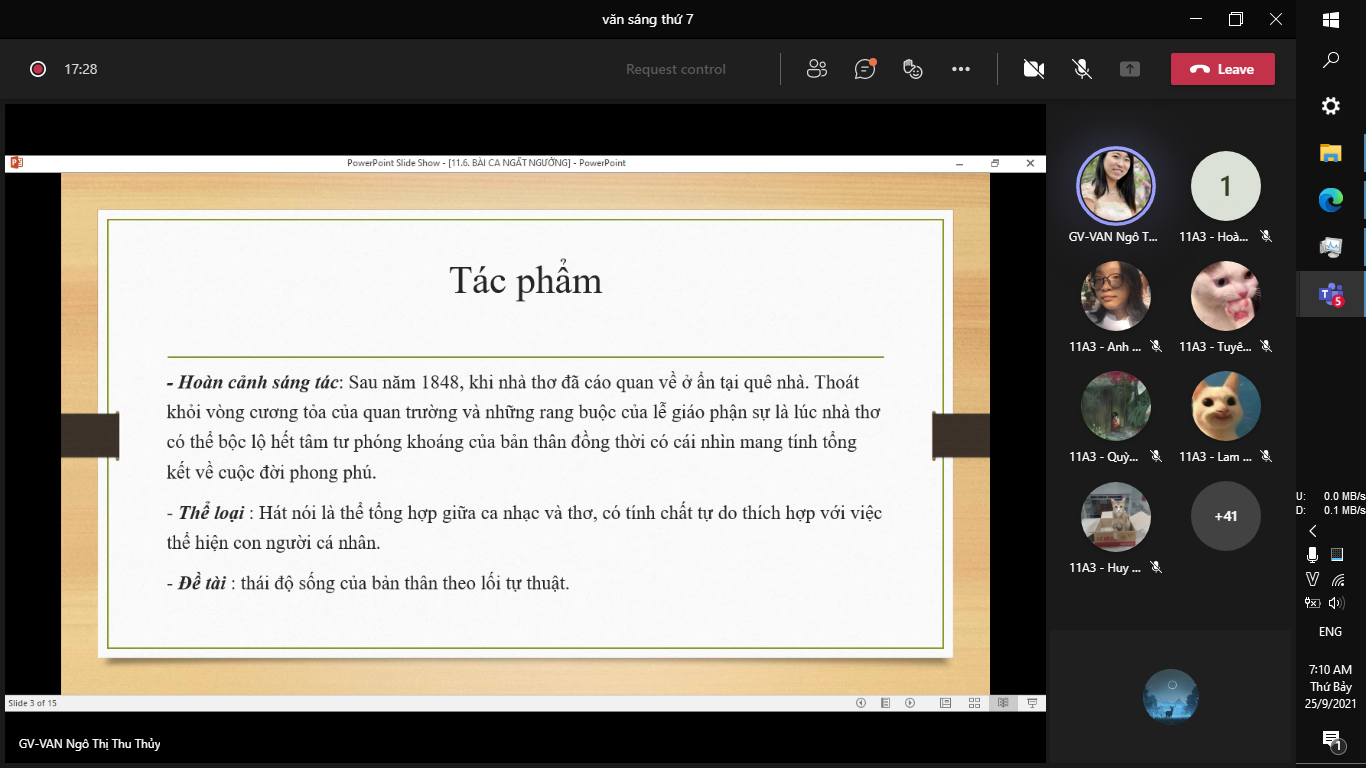 văn sáng thứ 7
17:28
Request control
Leave
PowerPoint Slide Show - [11.6. BÀI CA NGẤT NGƯỞNG] - PowerPoint
Tác phẩm
- Hoàn cảnh sáng tác: Sau năm 1848, khi nhà thơ đã cáo quan về ở ẩn tại quê nhà. Thoát
khỏi vòng cương tỏa của quan trường và những rang buộc của lễ giáo phận sự là lúc nhà thơ
có thể bộc lộ hết tâm tư phóng khoáng của bản thân đồng thời có cái nhìn mang tính tổng
kết về cuộc đời phong phú.
- Thể loại : Hát nói là thể tổng hợp giữa ca nhạc và thơ, có tính chất tự do thích hợp với việc
thể hiện con người cá nhân.
- Đề tài : thái độ sống của bản thân theo lối tự thuật.
Slide 3 of 15
GV-VAN Ngô Thị Thu Thủy
1
GV-VAN Ngô T...
11A3 - Hoà...
11A3 - Anh ...
11A3 - Tuyê...
11A3 - Quỳ...
11A3 - Lam ...
11A3 - Huy ...
+41
5
U: 0.0 MB/s
D: 0.1 MB/s
ENG
7:10 AM
Thứ Bảy
25/9/2021
1